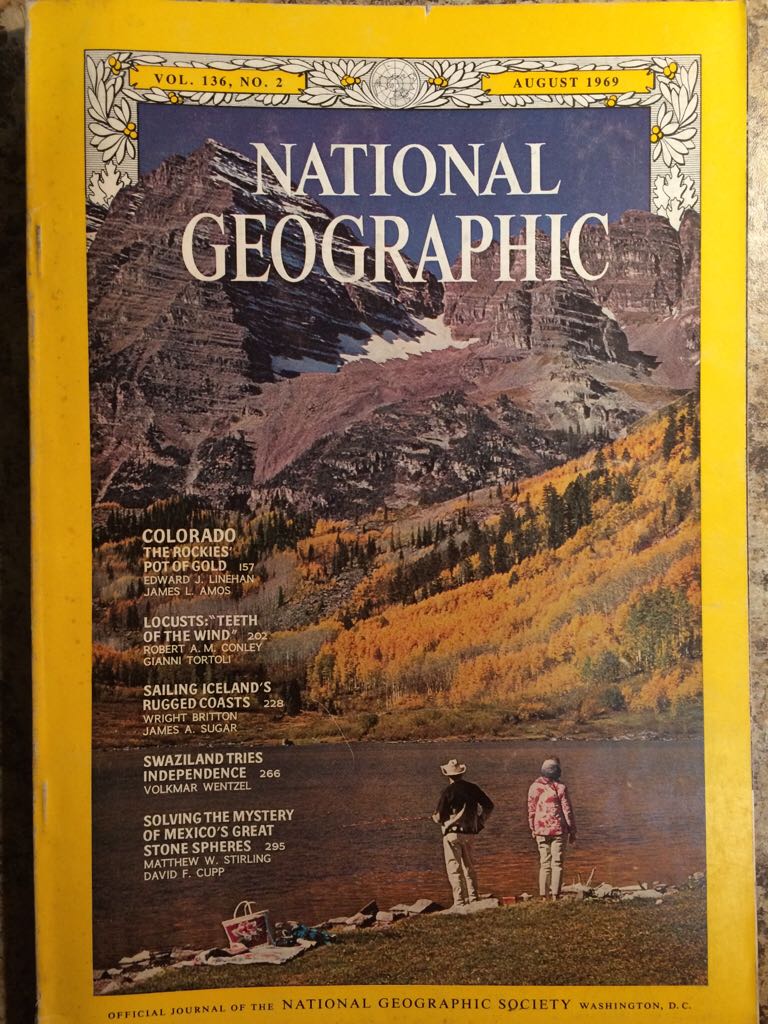 VOL. 136, NO. 2
AUGUST 1969
NATIONAL
GEOGRAPHIC
COLORADO
THE ROCKIES'
POT OF GOLD 157
EDWARD J. LINEHAN
JAMES L. AMOS
LOCUSTS: "TEETH
OF THE WIND" 202
ROBERT A. M. CONLEY
GIANNI TORTOLI
SAILING ICELAND'S
RUGGED COASTS 228
WRIGHT BRITTON
JAMES A. SUGAR
SWAZILAND TRIES
INDEPENDENCE 266
VOLKMAR WENTZEL
SOLVING THE MYSTERY
OF MEXICO'S GREAT
STONE SPHERES 295
MATTHEW W. STIRLING
DAVID F. CUPP
OFFICIAL JOURNAL OF THE NATIONAL GEOGRAPHIC SOCIETY WASHINGTON, D.C.